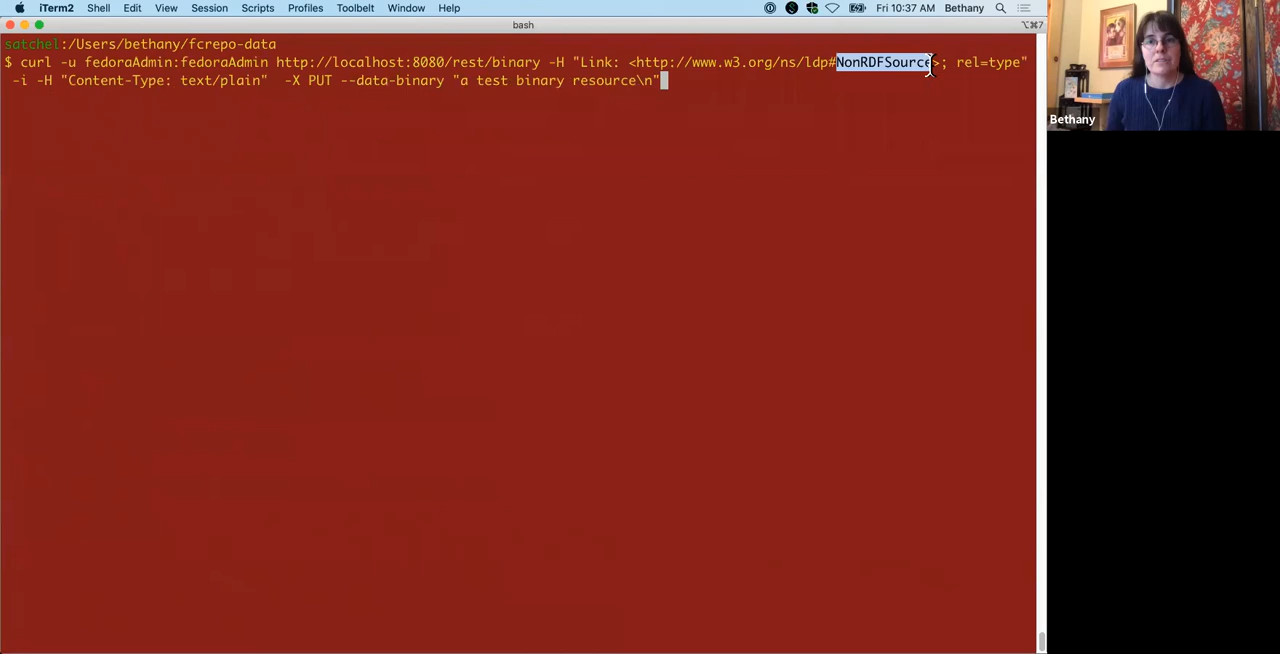 iTerm2 Shell Edit View Session Scripts Profiles Toolbelt Window Help Fri 10:37 AM Bethany
bash ⌥⌘7
satchel:/Users/bethany/fcrepo-data
$ curl -u fedoraAdmin:fedoraAdmin http://localhost:8080/rest/binary -H "Link: <http://www.w3.org/ns/ldp#NonRDFSource>; rel=type"
-i -H "Content-Type: text/plain"  -X PUT --data-binary "a test binary resource\n"
Bethany